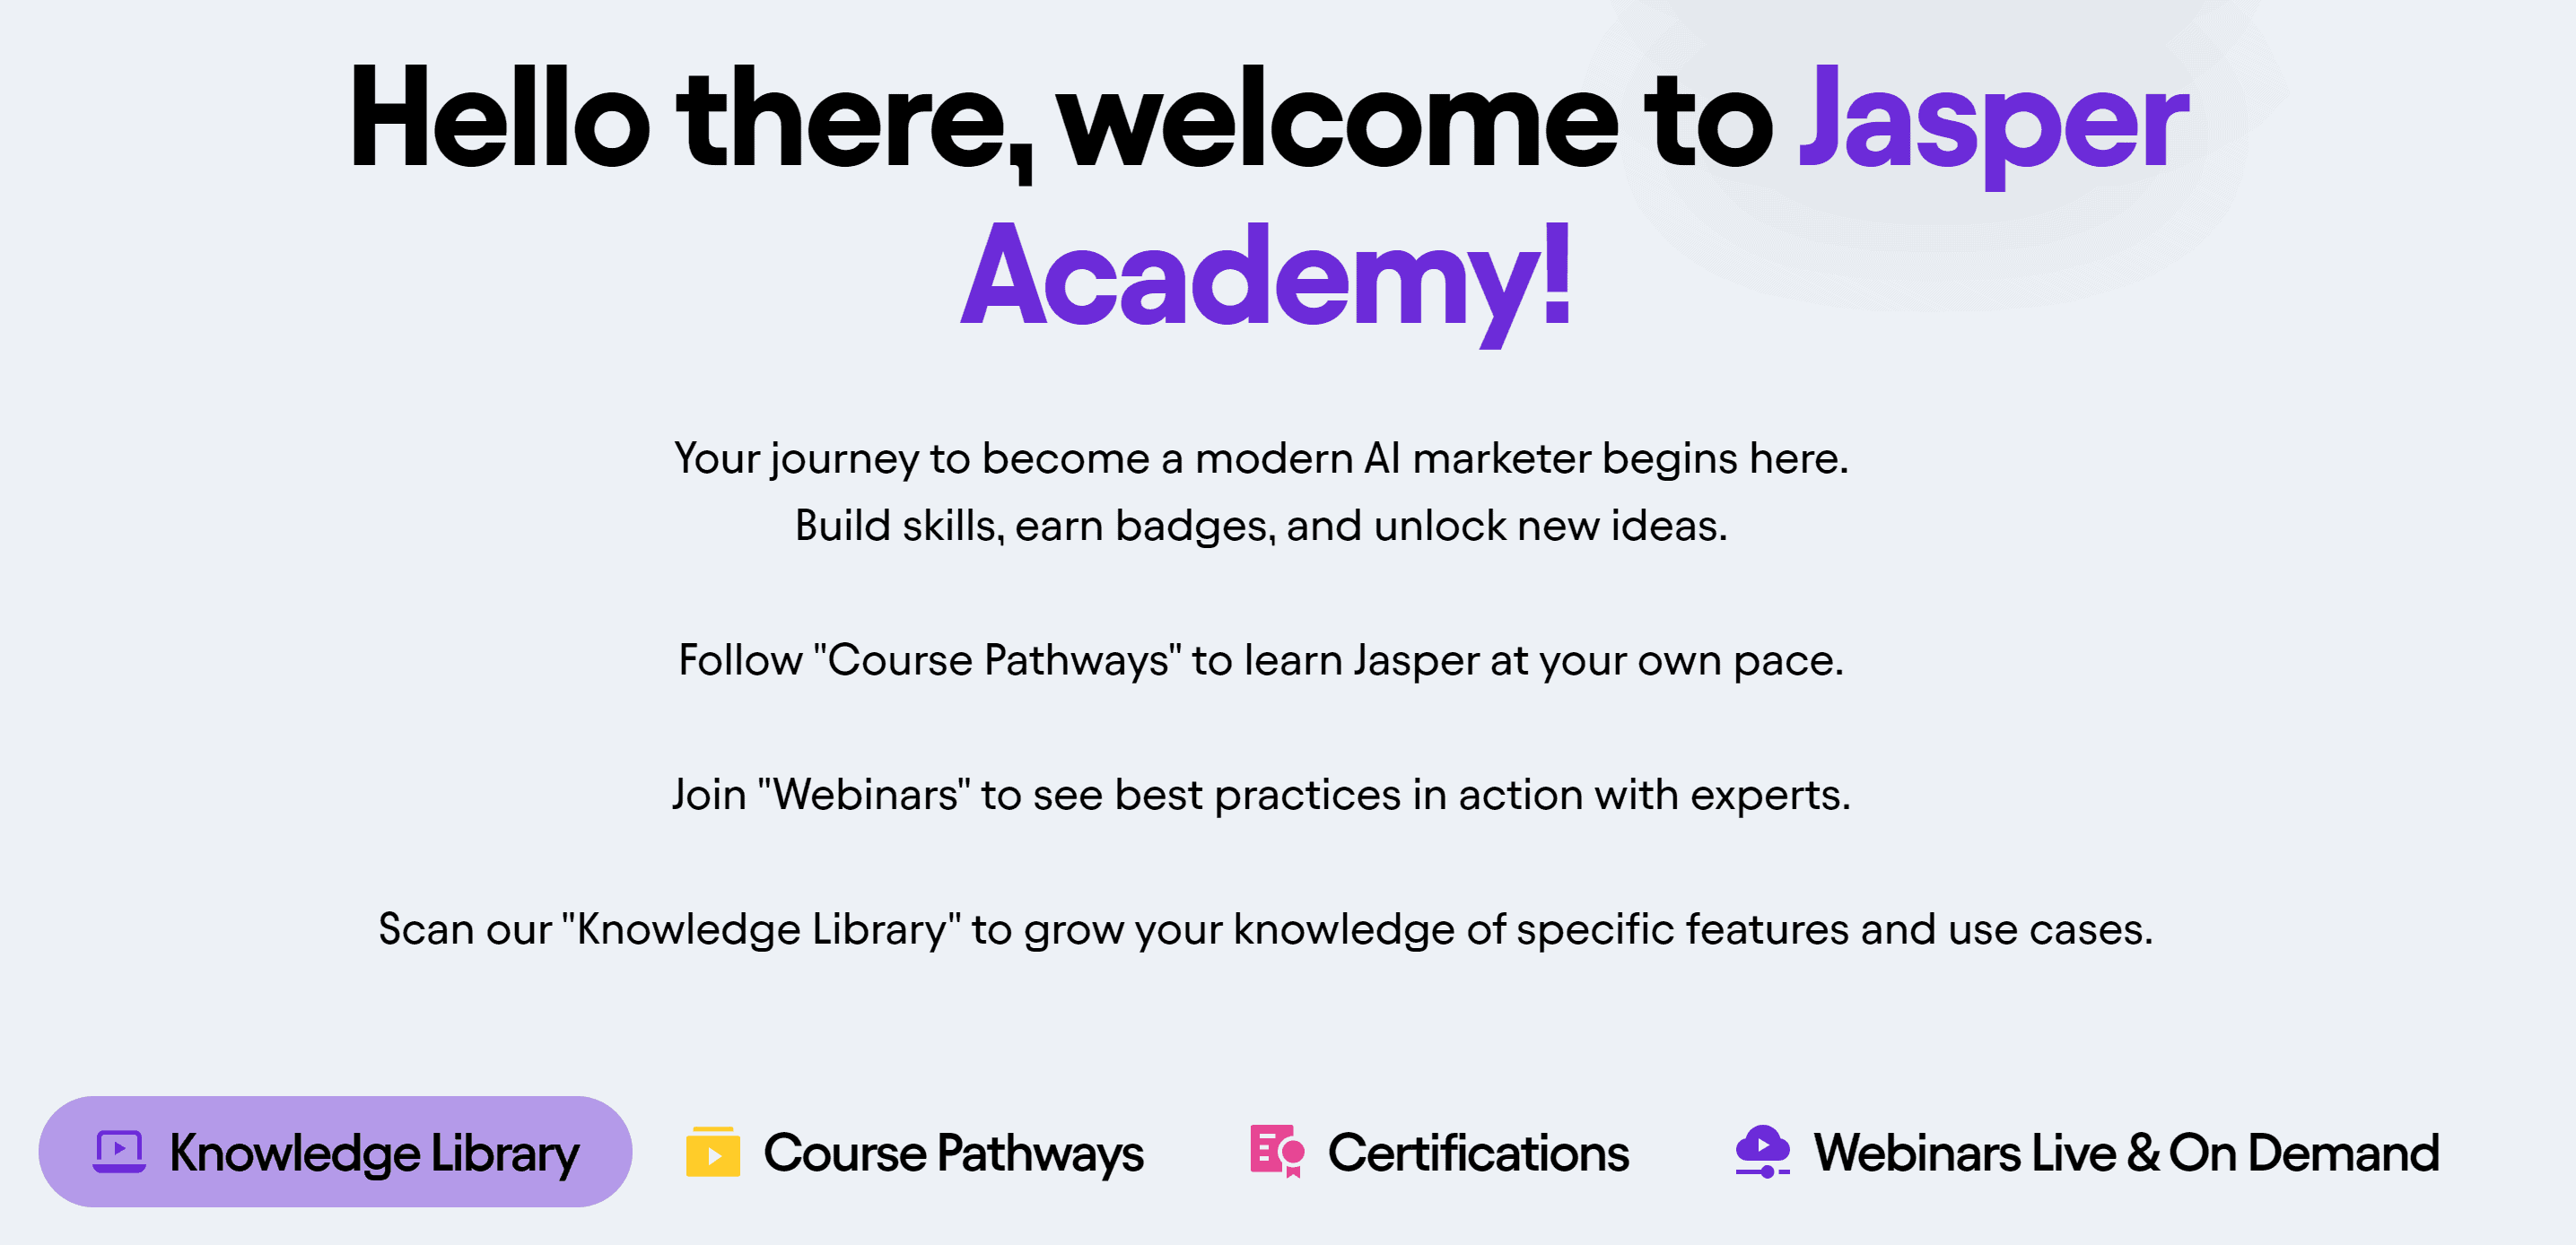 Hello there, welcome to Jasper
Academy!
Your journey to become a modern AI marketer begins here.
Build skills, earn badges, and unlock new ideas.
Follow "Course Pathways" to learn Jasper at your own pace.
Join "Webinars" to see best practices in action with experts.
Scan our "Knowledge Library" to grow your knowledge of specific features and use cases.
Knowledge Library
Course Pathways
Certifications
Webinars Live & On Demand